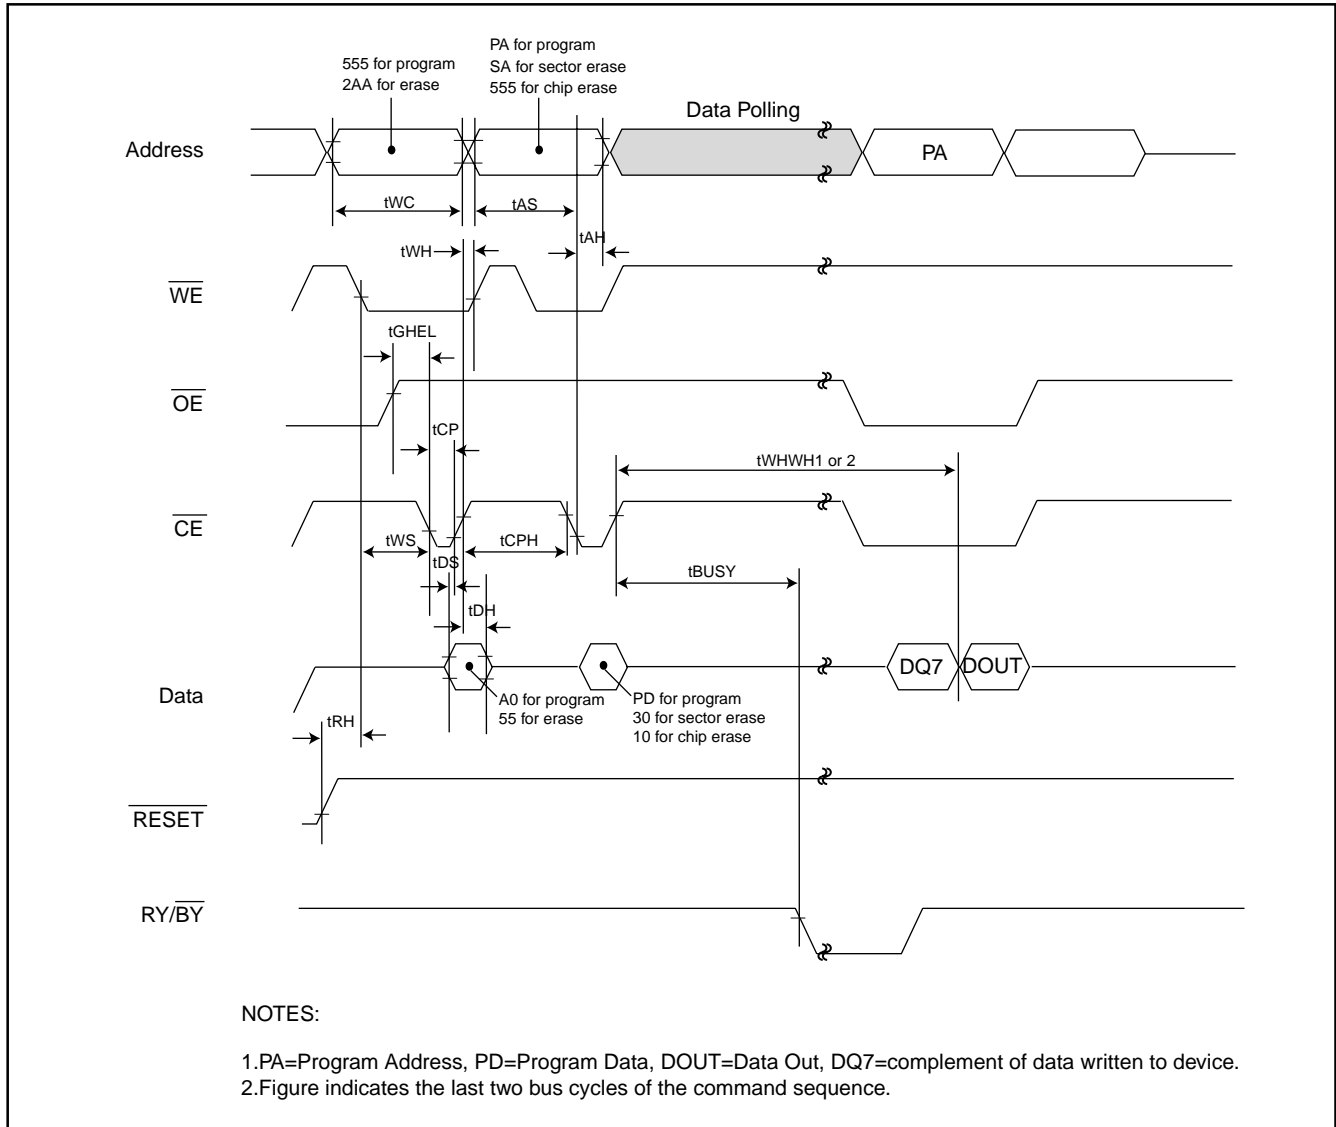 555 for program
2AA for erase
PA for program
SA for sector erase
555 for chip erase
Data Polling
Address
PA
tWC
tAS
tWH
tAH
WE
tGHEL
OE
tCP
tWHWH1 or 2
CE
tWS
tCPH
tDS
tBUSY
tDH
Data
DQ7
DOUT
A0 for program
55 for erase
PD for program
30 for sector erase
10 for chip erase
tRH
RESET
RY/BY
NOTES:
1.PA=Program Address, PD=Program Data, DOUT=Data Out, DQ7=complement of data written to device.
2.Figure indicates the last two bus cycles of the command sequence.